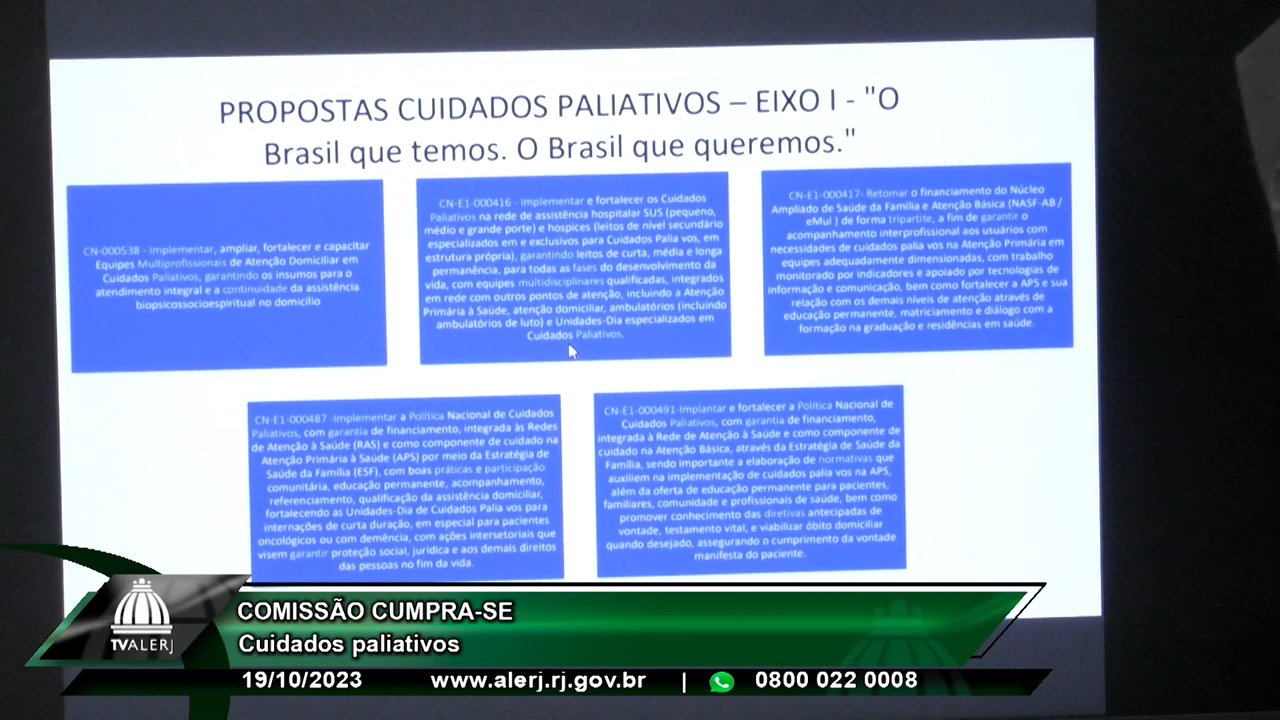 PROPOSTAS CUIDADOS PALIATIVOS – EIXO I - "O
Brasil que temos. O Brasil que queremos."
CN-000538 - Implementar, ampliar, fortalecer e capacitar
Equipes Multiprofissionais de Atenção Domiciliar em
Cuidados Paliativos, garantindo os insumos para o
atendimento integral e a continuidade da assistência
biopsicossocioespiritual no domicílio
CN-E1-000416 - Implementar e fortalecer os Cuidados
Paliativos na rede de assistência hospitalar SUS (pequeno,
médio e grande porte) e hospices (leitos de nível secundário
especializados em e exclusivos para Cuidados Palia vos, em
estrutura própria), garantindo leitos de curta, média e longa
permanência, para todas as fases do desenvolvimento da
vida, com equipes multidisciplinares qualificadas, integrados
em rede com outros pontos de atenção, incluindo a Atenção
Primária à Saúde, atenção domiciliar, ambulatórios (incluindo
ambulatórios de luto) e Unidades-Dia especializados em
Cuidados Paliativos.
CN-E1-000417- Retomar o financiamento do Núcleo
Ampliado de Saúde da Família e Atenção Básica (NASF-AB /
eMul ) de forma tripartite, a fim de garantir o
acompanhamento interprofissional aos usuários com
necessidades de cuidados palia vos na Atenção Primária em
equipes adequadamente dimensionadas, com trabalho
monitorado por indicadores e apoiado por tecnologias de
informação e comunicação, bem como fortalecer a APS e sua
relação com os demais níveis de atenção através de
educação permanente, matriciamento e diálogo com a
formação na graduação e residências em saúde.
CN-E1-000487 -Implementar a Política Nacional de Cuidados
Paliativos, com garantia de financiamento, integrada às Redes
de Atenção à Saúde (RAS) e como componente de cuidado na
Atenção Primária à Saúde (APS) por meio da Estratégia de
Saúde da Família (ESF), com boas práticas e participação
comunitária, educação permanente, acompanhamento,
referenciamento, qualificação da assistência domiciliar,
fortalecendo as Unidades-Dia de Cuidados Palia vos para
internações de curta duração, em especial para pacientes
oncológicos ou com demência, com ações intersetoriais que
visem garantir proteção social, jurídica e aos demais direitos
das pessoas no fim da vida.
CN-E1-000491-Implantar e fortalecer a Política Nacional de
Cuidados Paliativos, com garantia de financiamento,
integrada à Rede de Atenção à Saúde e como componente de
cuidado na Atenção Básica, através da Estratégia de Saúde da
Família, sendo importante a elaboração de normativas que
auxiliem na implementação de cuidados palia vos na APS,
além da oferta de educação permanente para pacientes,
familiares, comunidade e profissionais de saúde, bem como
promover conhecimento das diretivas antecipadas de
vontade, testamento vital, e viabilizar óbito domiciliar
quando desejado, assegurando o cumprimento da vontade
manifesta do paciente.
COMISSÃO CUMPRA-SE
Cuidados paliativos
TVALERJ
19/10/2023 www.alerj.rj.gov.br | 0800 022 0008